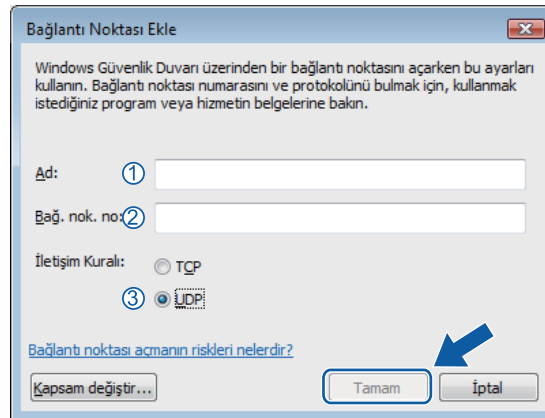 Bağlantı Noktası Ekle
Windows Güvenlik Duvarı üzerinden bir bağlantı noktasını açarken bu ayarları
kullanın. Bağlantı noktası numarasını ve protokolünü bulmak için, kullanmak
istediğiniz program veya hizmetin belgelerine bakın.
Ad: 1
Bağ. nok. no: 2
İletişim Kuralı: TCP
3 UDP
Bağlantı noktası açmanın riskleri nelerdir?
Kapsam değiştir... Tamam İptal